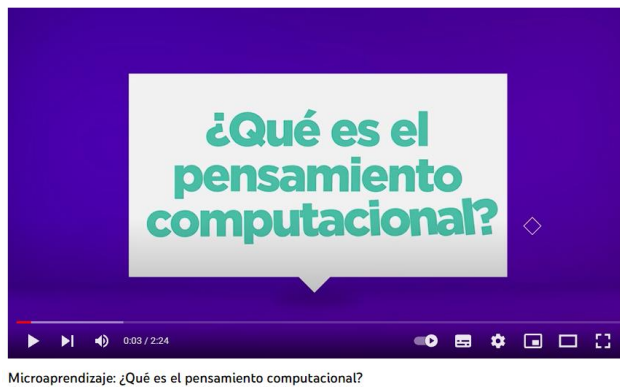 ¿Qué es el
pensamiento
computacional?
0:03 / 2:24
Microaprendizaje: ¿Qué es el pensamiento computacional?